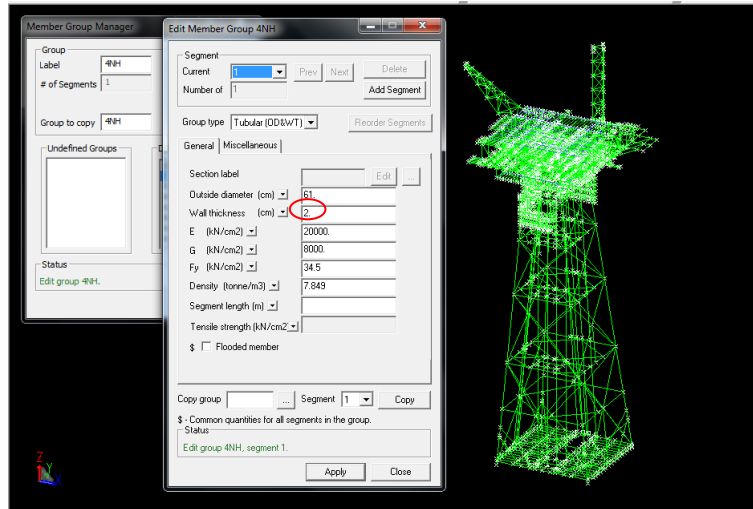 Member Group Manager
Group
Label 4NH
# of Segments 1
Group to copy 4NH
Undefined Groups
D
Status
Edit group 4NH.
Edit Member Group 4NH
Segment
Current 1 Prev Next Delete
Number of 1 Add Segment
Group type Tubular (OD&WT) Reorder Segments
General Miscellaneous
Section label Edit ...
Outside diameter (cm) 61.
Wall thickness (cm) 2.
E (kN/cm2) 20000.
G (kN/cm2) 8000.
Fy (kN/cm2) 34.5
Density (tonne/m3) 7.849
Segment length (m)
Tensile strength (kN/cm2
$ Flooded member
Copy group ... Segment 1 Copy
$ - Common quantities for all segments in the group.
Status
Edit group 4NH, segment 1.
Apply Close
Z
Y
X